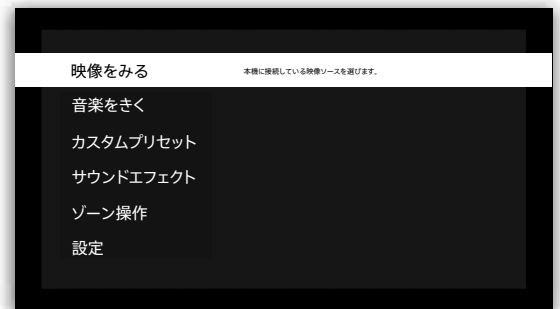 映像をみる
本機に接続している映像ソースを選びます。
音楽をきく
カスタムプリセット
サウンドエフェクト
ゾーン操作
設定